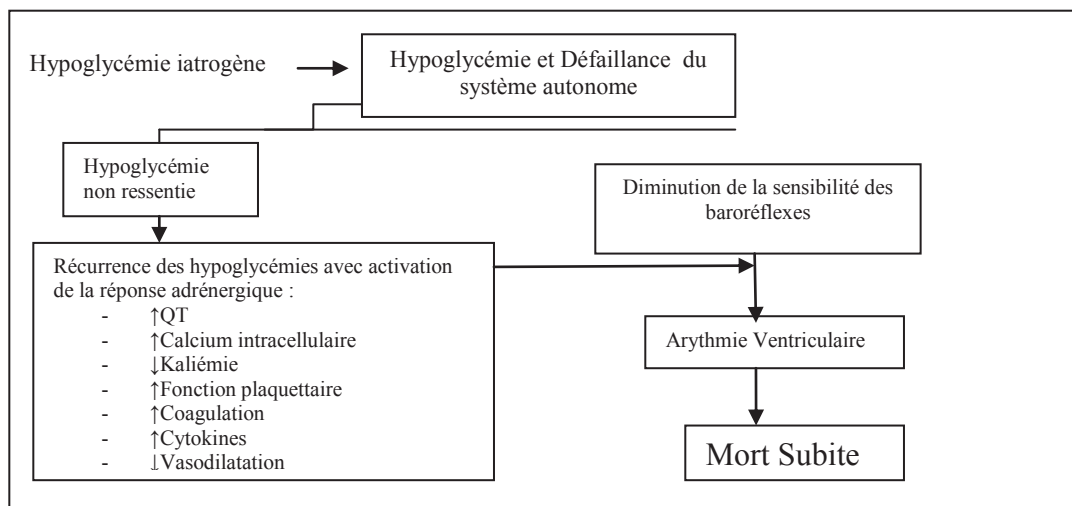 Hypoglycémie iatrogène
Hypoglycémie et Défaillance du
système autonome
Hypoglycémie
non ressentie
Diminution de la sensibilité des
baroréflexes
Récurrence des hypoglycémies avec activation
de la réponse adrénergique :
- ↑QT
- ↑Calcium intracellulaire
- ↓Kaliémie
- ↑Fonction plaquettaire
- ↑Coagulation
- ↑Cytokines
- ↓Vasodilatation
Arythmie Ventriculaire
Mort Subite